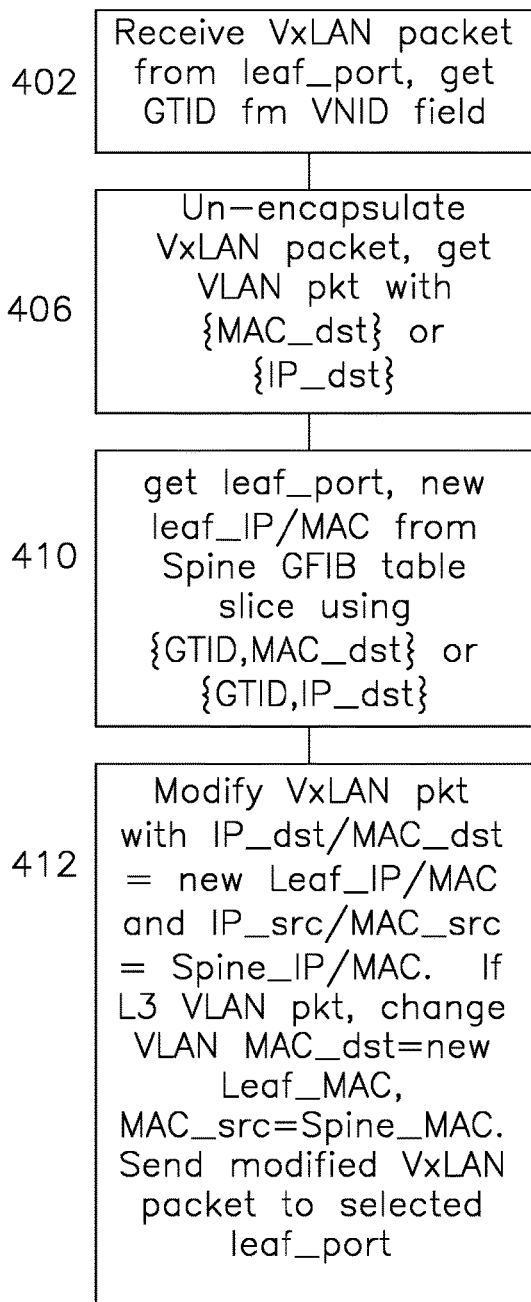 Receive VxLAN packet
402
from leaf_port, get
GTID fm VNID field
Un-encapsulate
VxLAN packet, get
406
VLAN pkt with
{MAC_dst} or
{IP_dst}
get leaf_port, new
leaf_IP/MAC from
410
Spine GFIB table
slice using
{GTID,MAC_dst} or
{GTID,IP_dst}
Modify VxLAN pkt
with IP_dst/MAC_dst
412
= new Leaf_IP/MAC
and IP_src/MAC_src
= Spine_IP/MAC. If
L3 VLAN pkt, change
VLAN MAC_dst=new
Leaf_MAC,
MAC_src=Spine_MAC.
Send modified VxLAN
packet to selected
leaf_port